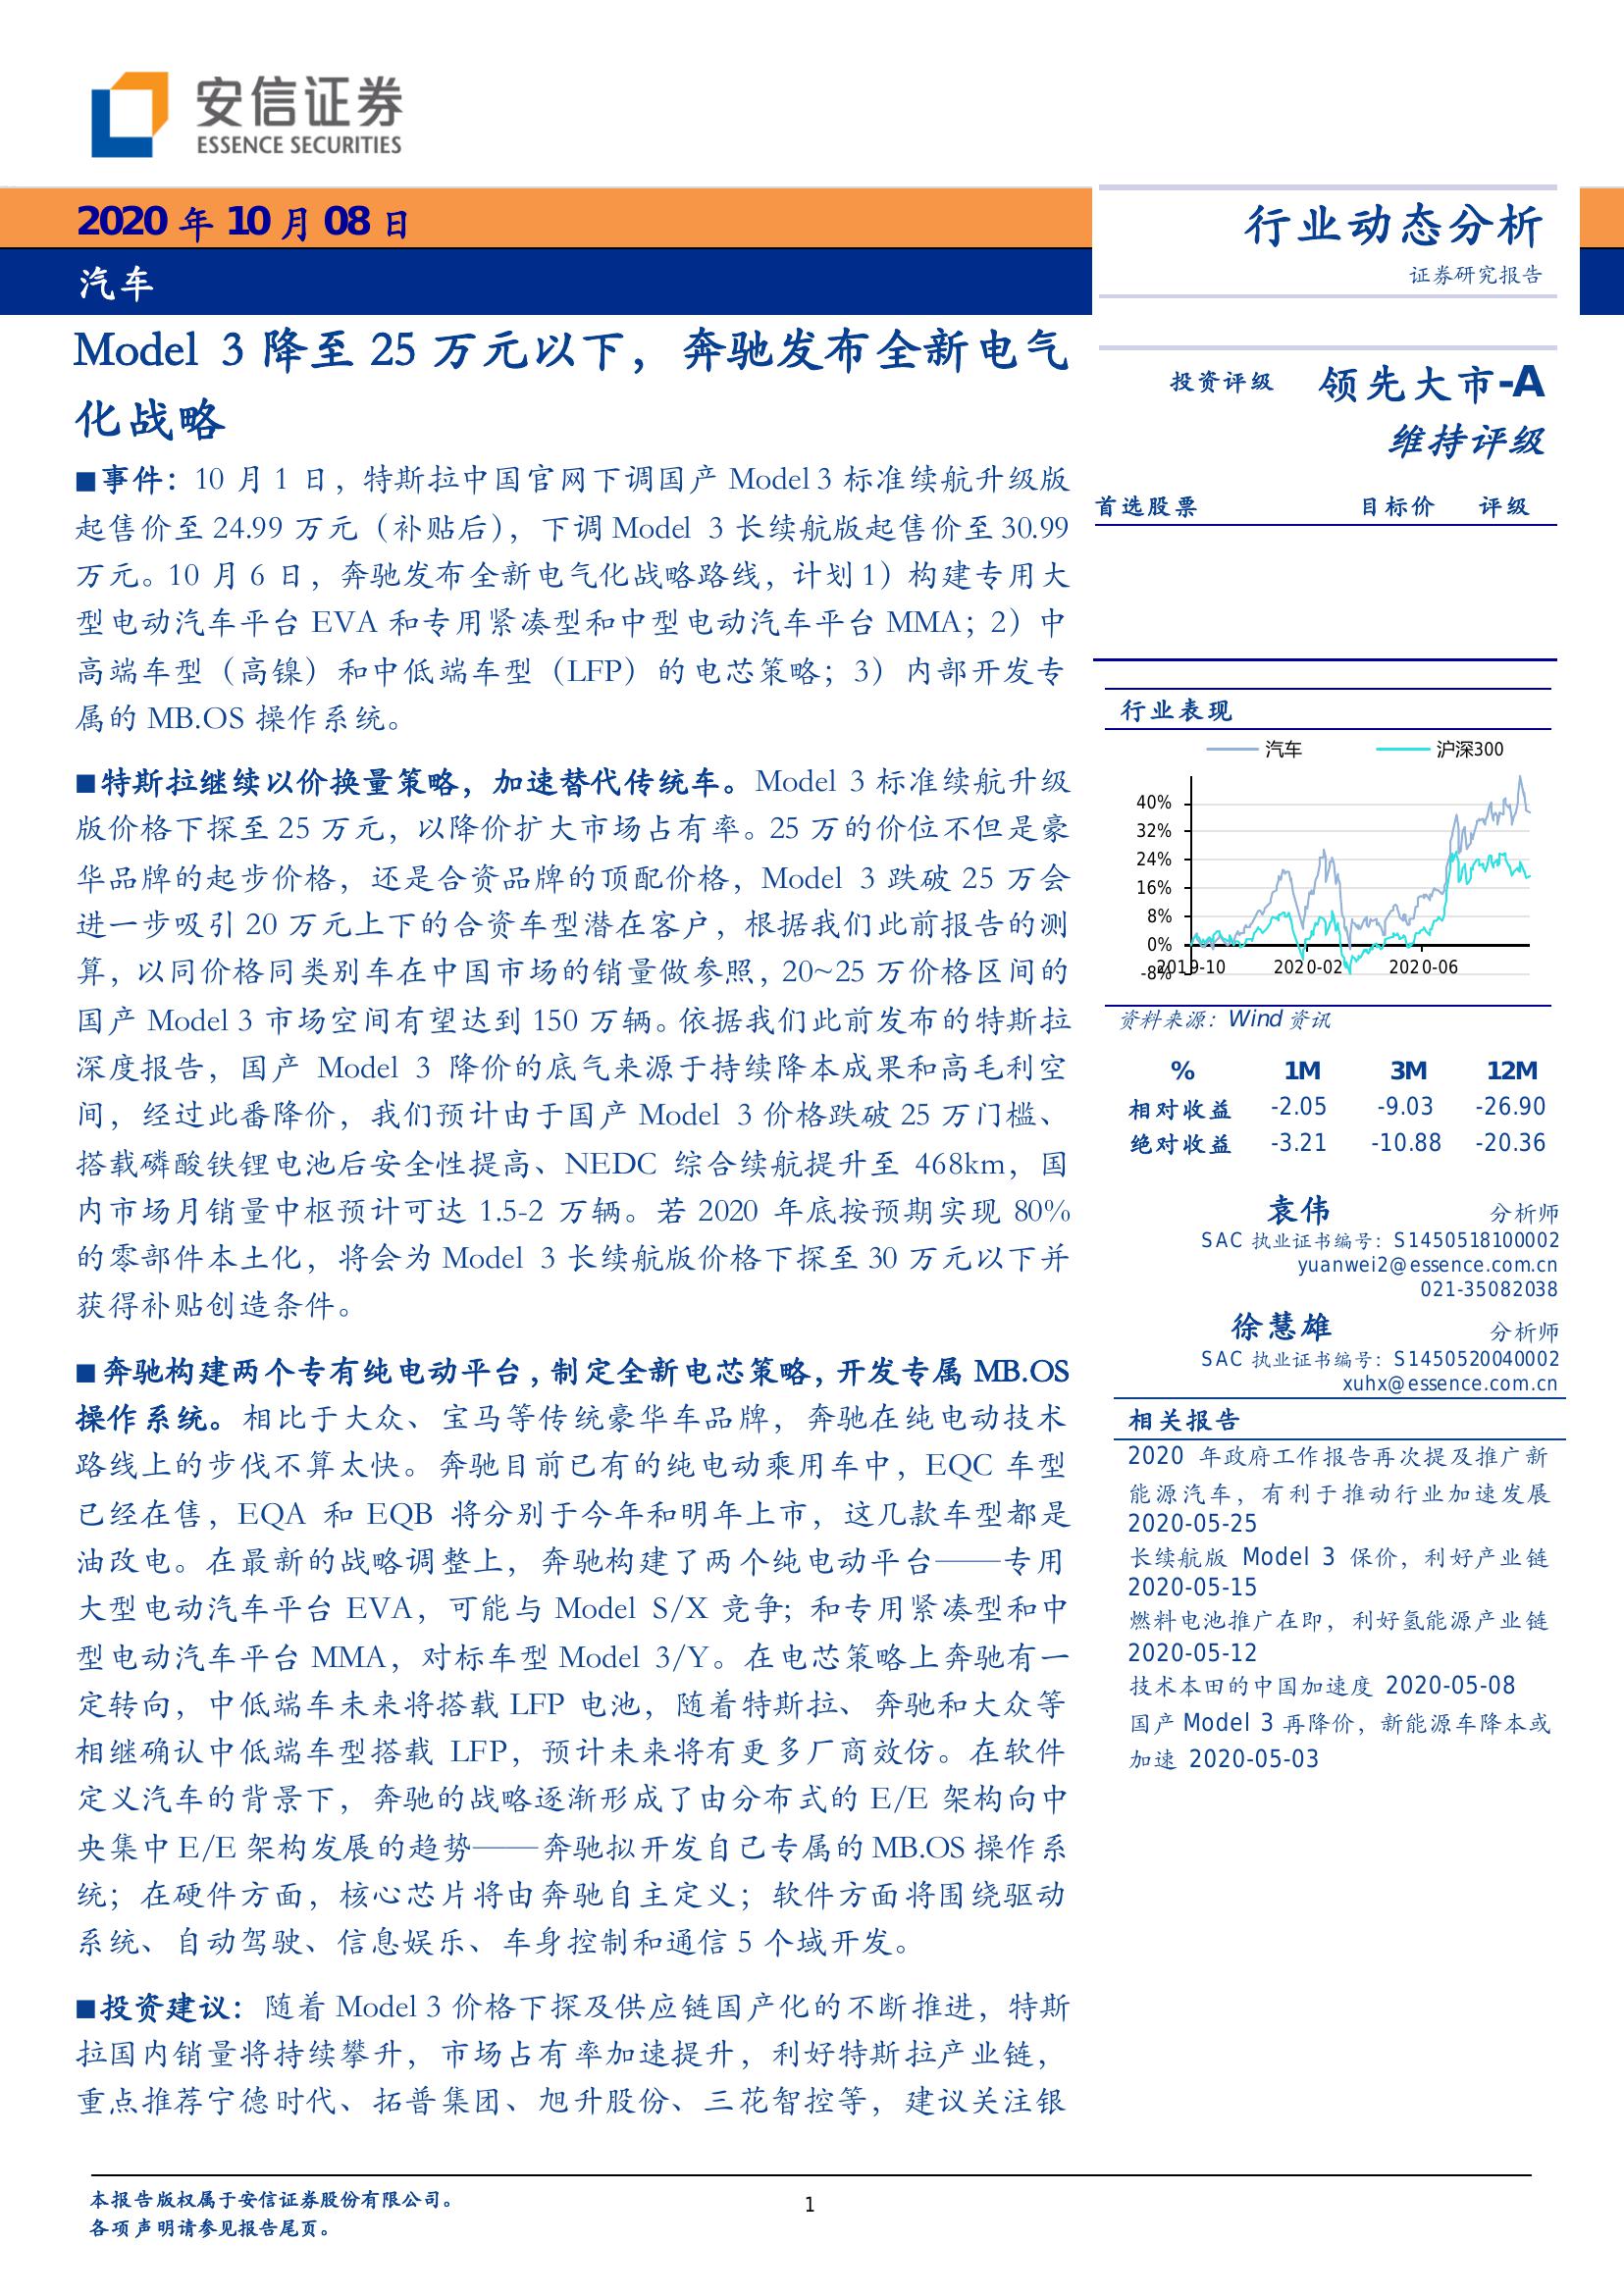 安信证券
ESSENCE SECURITIES
2020 年 10 月 08 日
汽车
行业动态分析
证券研究报告
Model 3 降至 25 万元以下，奔驰发布全新电气
化战略
■事件：10 月 1 日，特斯拉中国官网下调国产 Model 3 标准续航升级版
起售价至 24.99 万元（补贴后），下调 Model 3 长续航版起售价至 30.99
万元。10 月 6 日，奔驰发布全新电气化战略路线，计划 1）构建专用大
型电动汽车平台 EVA 和专用紧凑型和中型电动汽车平台 MMA；2）中
高端车型（高镍）和中低端车型（LFP）的电芯策略；3）内部开发专
属的 MB.OS 操作系统。
■特斯拉继续以价换量策略，加速替代传统车。Model 3 标准续航升级
版价格下探至 25 万元，以降价扩大市场占有率。25 万的价位不但是豪
华品牌的起步价格，还是合资品牌的顶配价格，Model 3 跌破 25 万会
进一步吸引 20 万元上下的合资车型潜在客户，根据我们此前报告的测
算，以同价格同类别车在中国市场的销量做参照，20~25 万价格区间的
国产 Model 3 市场空间有望达到 150 万辆。依据我们此前发布的特斯拉
深度报告，国产 Model 3 降价的底气来源于持续降本成果和高毛利空
间，经过此番降价，我们预计由于国产 Model 3 价格跌破 25 万门槛、
搭载磷酸铁锂电池后安全性提高、NEDC 综合续航提升至 468km，国
内市场月销量中枢预计可达 1.5-2 万辆。若 2020 年底按预期实现 80%
的零部件本土化，将会为 Model 3 长续航版价格下探至 30 万元以下并
获得补贴创造条件。
■奔驰构建两个专有纯电动平台，制定全新电芯策略，开发专属 MB.OS
操作系统。相比于大众、宝马等传统豪华车品牌，奔驰在纯电动技术
路线上的步伐不算太快。奔驰目前已有的纯电动乘用车中，EQC 车型
已经在售，EQA 和 EQB 将分别于今年和明年上市，这几款车型都是
油改电。在最新的战略调整上，奔驰构建了两个纯电动平台——专用
大型电动汽车平台 EVA，可能与 Model S/X 竞争；和专用紧凑型和中
型电动汽车平台 MMA，对标车型 Model 3/Y。在电芯策略上奔驰有一
定转向，中低端车未来将搭载 LFP 电池，随着特斯拉、奔驰和大众等
相继确认中低端车型搭载 LFP，预计未来将有更多厂商效仿。在软件
定义汽车的背景下，奔驰的战略逐渐形成了由分布式的 E/E 架构向中
央集中 E/E 架构发展的趋势——奔驰拟开发自己专属的 MB.OS 操作系
统；在硬件方面，核心芯片将由奔驰自主定义；软件方面将围绕驱动
系统、自动驾驶、信息娱乐、车身控制和通信 5 个域开发。
■投资建议：随着 Model 3 价格下探及供应链国产化的不断推进，特斯
拉国内销量将持续攀升，市场占有率加速提升，利好特斯拉产业链，
重点推荐宁德时代、拓普集团、旭升股份、三花智控等，建议关注银
投资评级 领先大市-A
维持评级
首选股票 目标价 评级
行业表现
汽车 沪深300
40%
32%
24%
16%
8%
0%
-8%
2019-10 2020-02 2020-06
资料来源：Wind 资讯
% 1M 3M 12M
相对收益 -2.05 -9.03 -26.90
绝对收益 -3.21 -10.88 -20.36
袁伟 分析师
SAC 执业证书编号：S1450518100002
yuanwei2@essence.com.cn
021-35082038
徐慧雄 分析师
SAC 执业证书编号：S1450520040002
xuhx@essence.com.cn
相关报告
2020 年政府工作报告再次提及推广新
能源汽车，有利于推动行业加速发展
2020-05-25
长续航版 Model 3 保价，利好产业链
2020-05-15
燃料电池推广在即，利好氢能源产业链
2020-05-12
技术本田的中国加速度 2020-05-08
国产 Model 3 再降价，新能源车降本或
加速 2020-05-03
本报告版权属于安信证券股份有限公司。
各项声明请参见报告尾页。
1